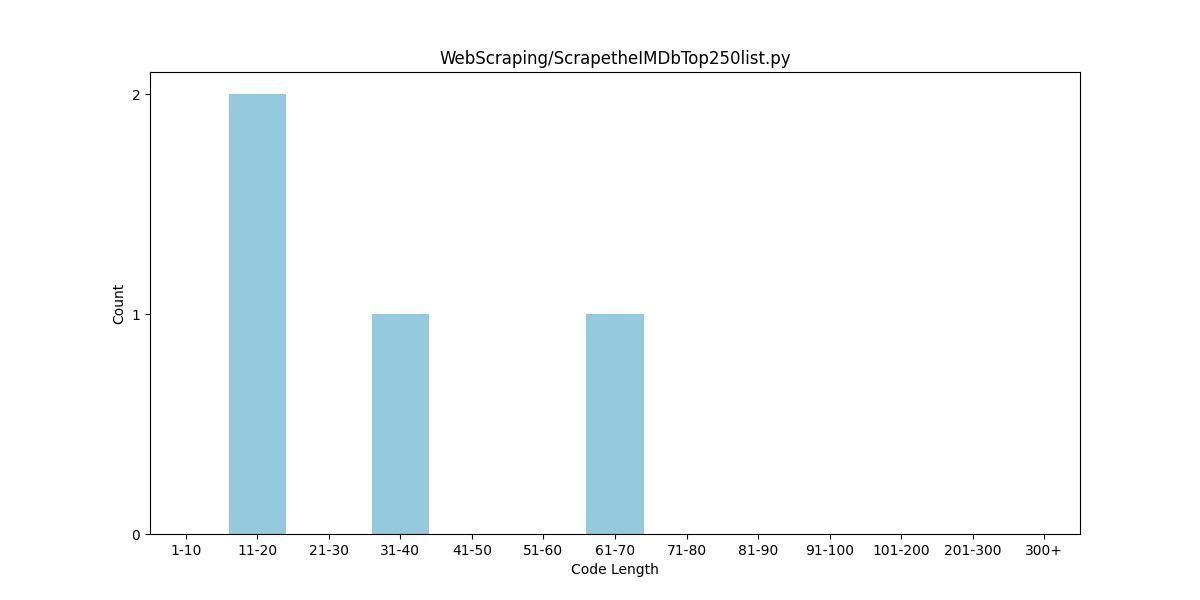 WebScraping/ScrapetheIMDbTop250list.py
Count
2
1
0
1-10 11-20 21-30 31-40 41-50 51-60 61-70 71-80 81-90 91-100 101-200 201-300 300+
Code Length